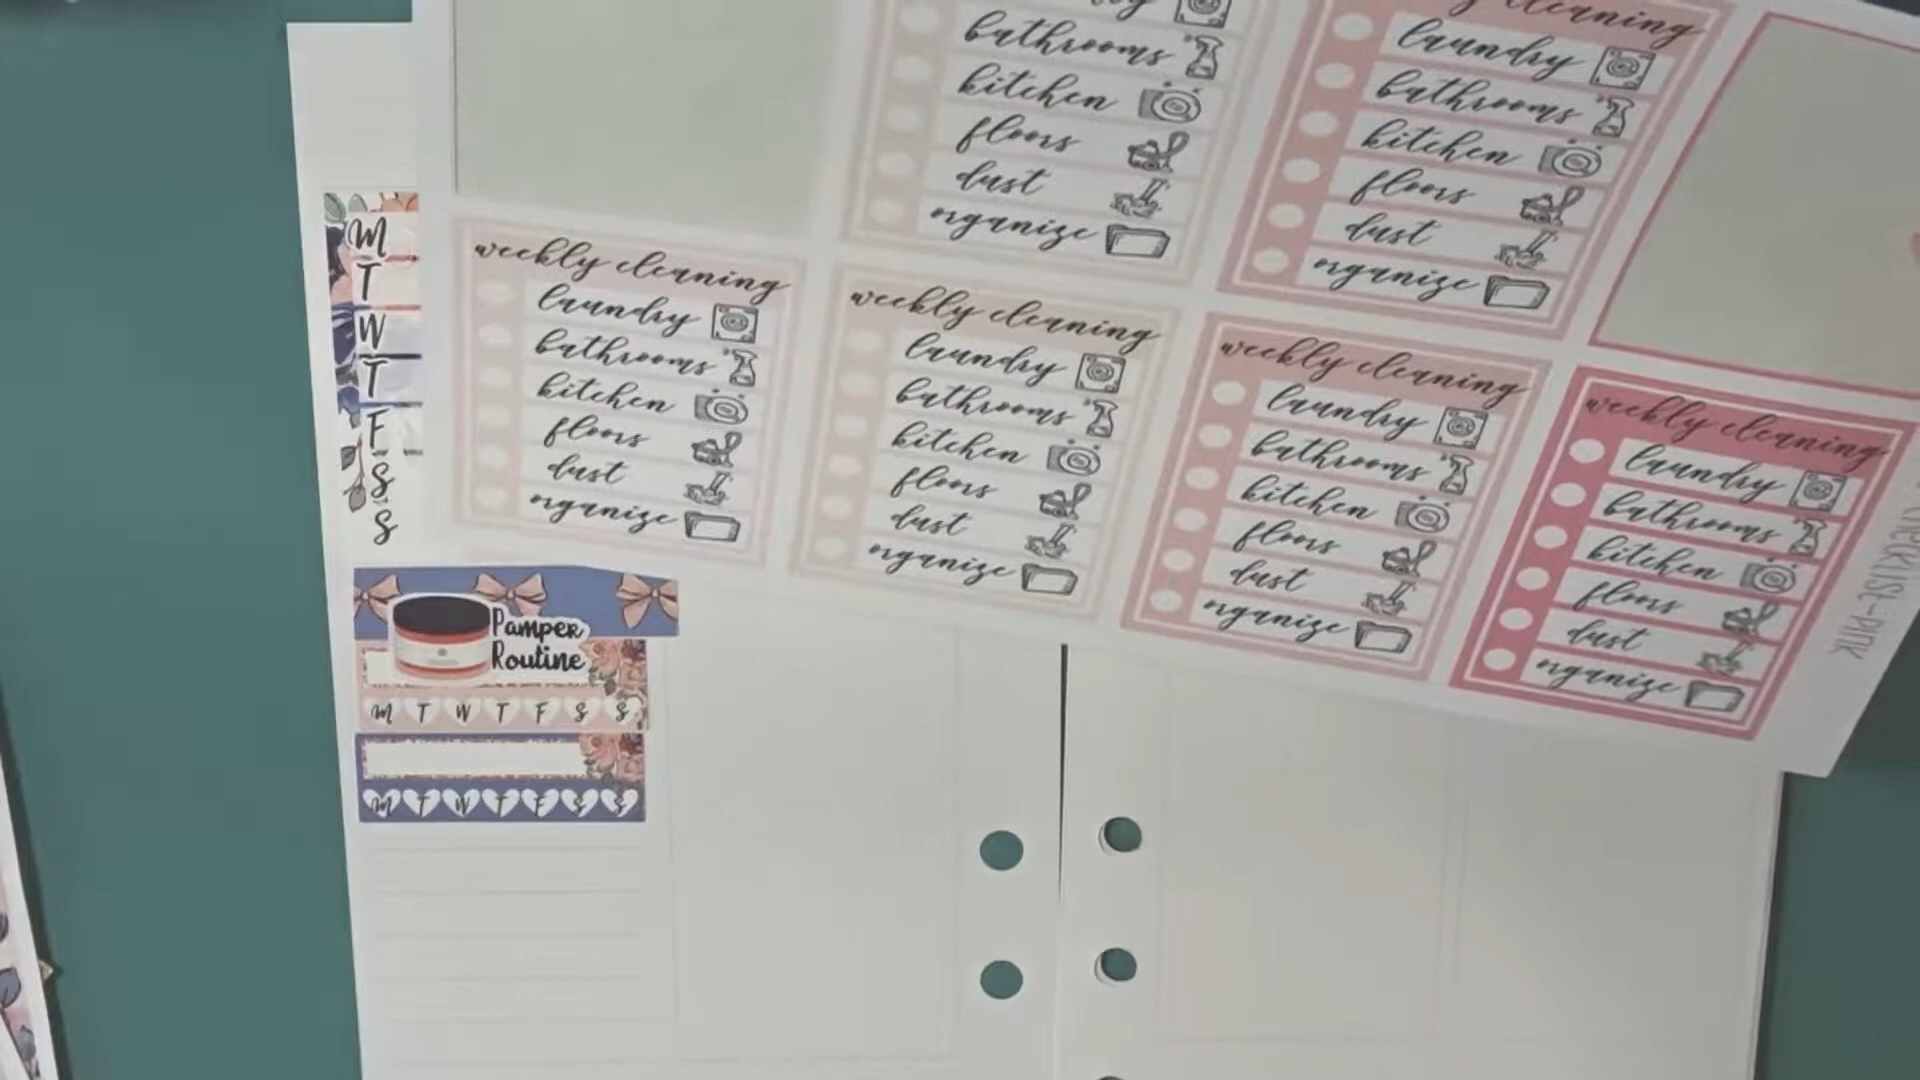 bathrooms
kitchen
floors
dust
organize
weekly cleaning
laundry
bathrooms
kitchen
floors
dust
organize
M
T
W
T
F
S
S
weekly cleaning
laundry
bathrooms
kitchen
floors
dust
organize
weekly cleaning
laundry
bathrooms
kitchen
floors
dust
organize
weekly cleaning
laundry
bathrooms
kitchen
floors
dust
organize
weekly cleaning
laundry
bathrooms
kitchen
floors
dust
organize
CHECKLIST-PINK
Pamper
Routine
M T W T F S S
M T W T F S S